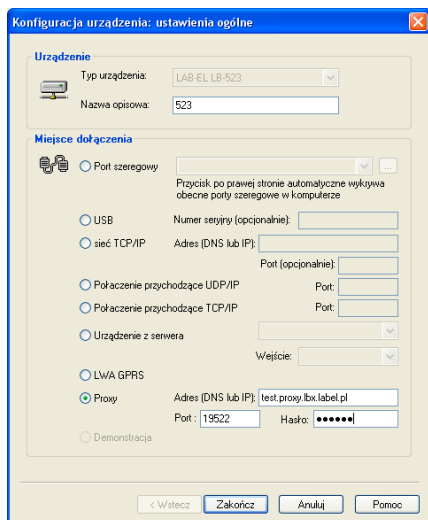 Konfiguracja urządzenia: ustawienia ogólne
Urządzenie
Typ urządzenia: LAB-EL LB-523
Nazwa opisowa: 523
Miejsce dołączenia
Port szeregowy ...
Przycisk po prawej stronie automatyczne wykrywa
obecne porty szeregowe w komputerze
USB Numer seryjny (opcjonalnie):
sieć TCP/IP Adres (DNS lub IP):
Port (opcjonalnie):
Połaczenie przychodzące UDP/IP Port:
Połaczenie przychodzące TCP/IP Port:
Urządzenie z serwera
Wejście:
LWA GPRS
Proxy Adres (DNS lub IP): test.proxy.lbx.label.pl
Port : 19522 Hasło: ●●●●●●
Demonstracja
< Wstecz Zakończ Anuluj Pomoc